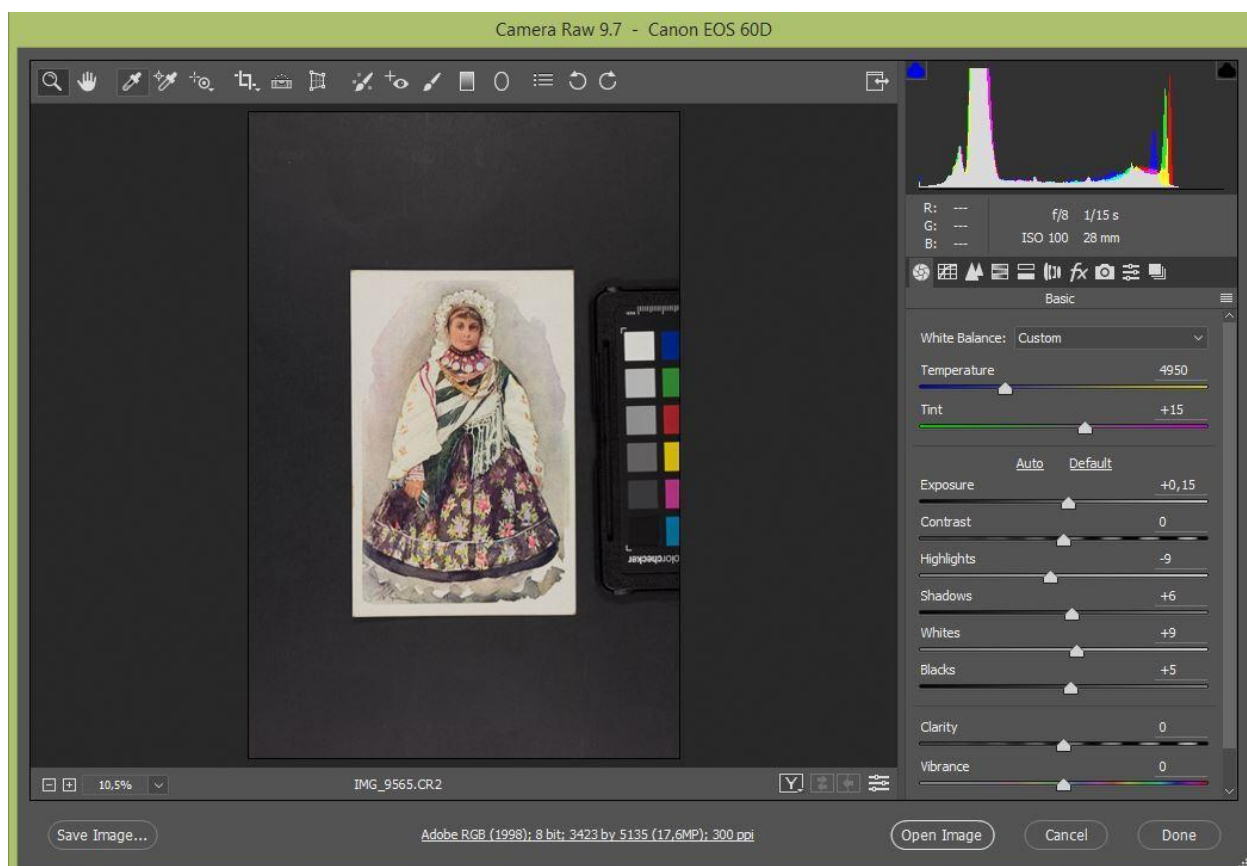 Camera Raw 9.7 - Canon EOS 60D
R: ---
G: ---
B: ---
f/8 1/15 s
ISO 100 28 mm
Basic
White Balance: Custom
Temperature 4950
Tint +15
Auto Default
Exposure +0,15
Contrast 0
Highlights -9
Shadows +6
Whites +9
Blacks +5
Clarity 0
Vibrance 0
colorchecker
10,5%
IMG_9565.CR2
Y
Save Image...
Adobe RGB (1998); 8 bit; 3423 by 5135 (17,6MP); 300 ppi
Open Image
Cancel
Done